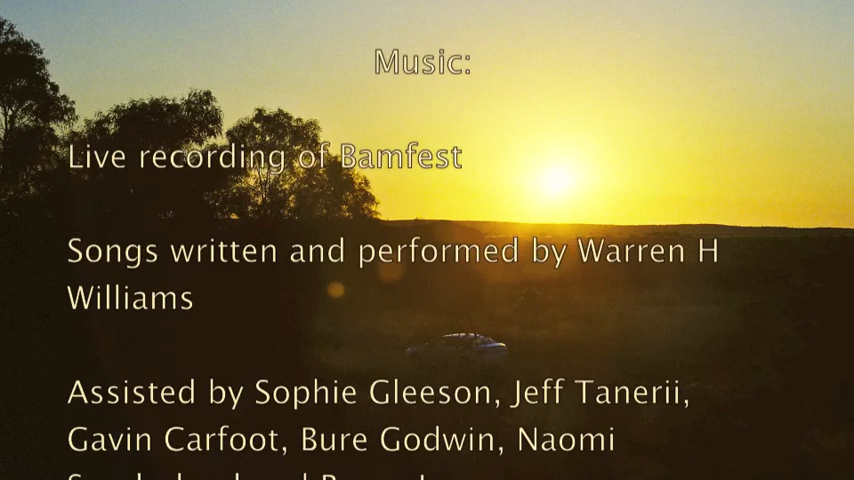 Music:
Live recording of Bamfest
Songs written and performed by Warren H
Williams
Assisted by Sophie Gleeson, Jeff Tanerii,
Gavin Carfoot, Bure Godwin, Naomi